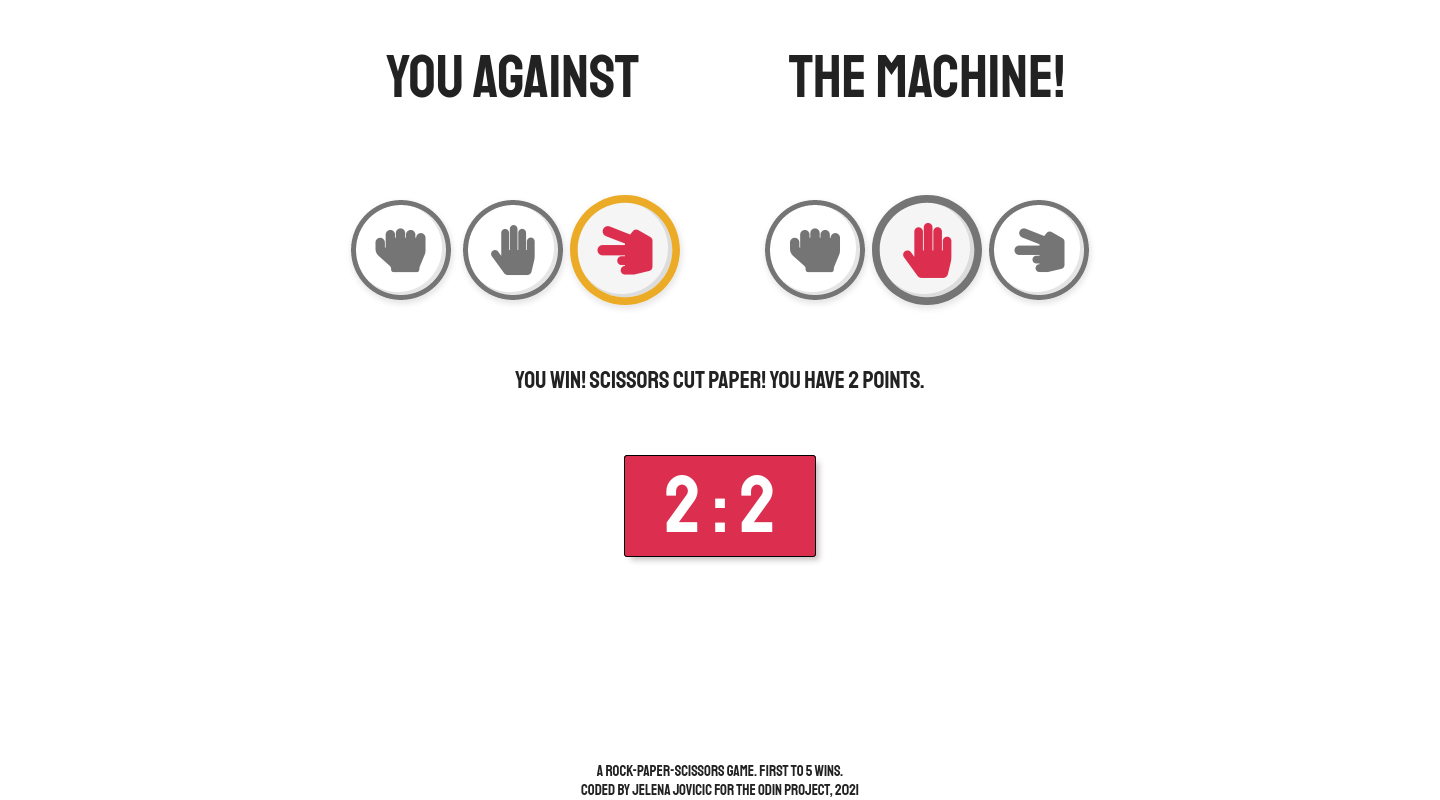 YOU AGAINST
THE MACHINE!
YOU WIN! SCISSORS CUT PAPER! YOU HAVE 2 POINTS.
2 : 2
A ROCK-PAPER-SCISSORS GAME. FIRST TO 5 WINS.
CODED BY JELENA JOVICIC FOR THE ODIN PROJECT, 2021